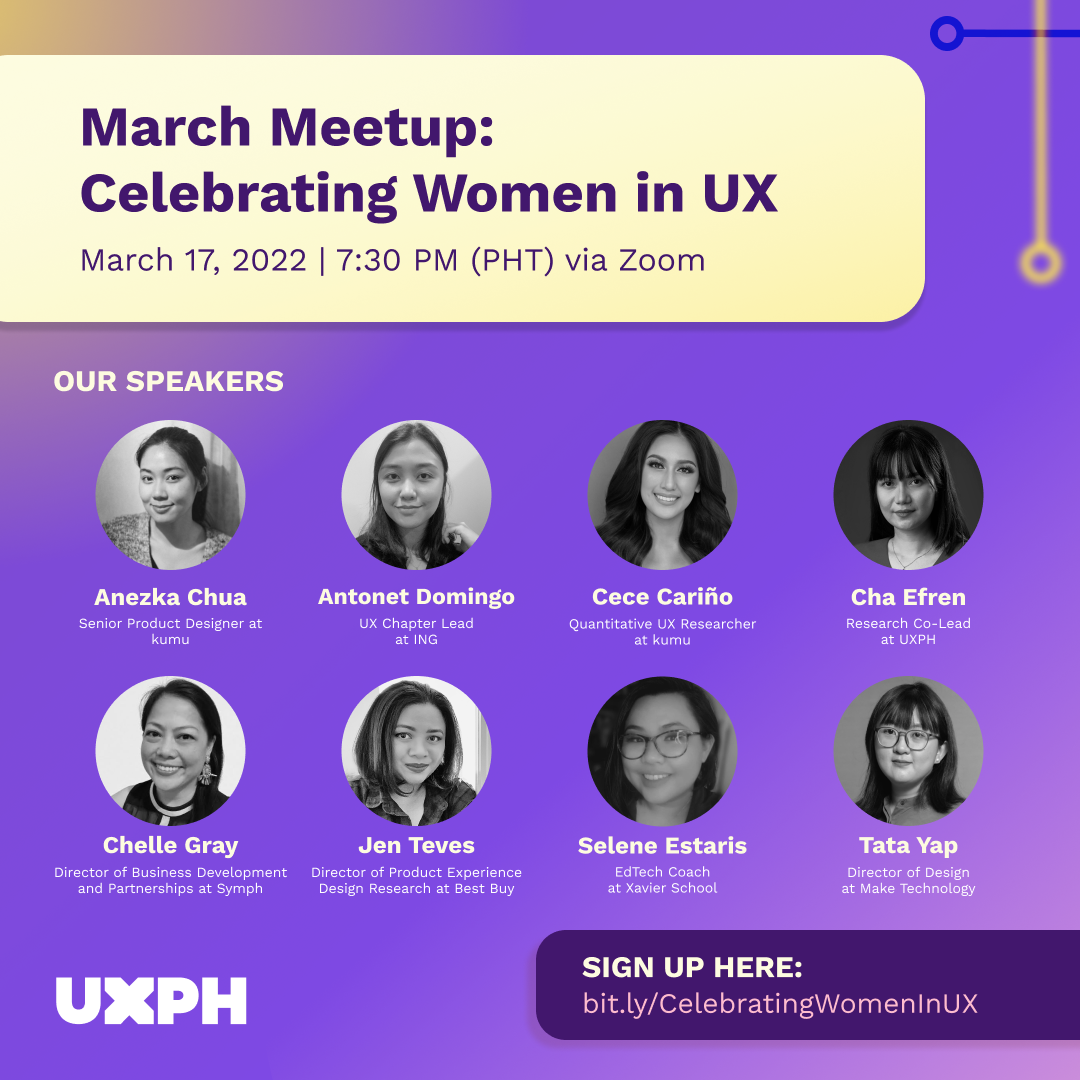 March Meetup:
Celebrating Women in UX
March 17, 2022 | 7:30 PM (PHT) via Zoom
OUR SPEAKERS
Anezka Chua
Senior Product Designer at
kumu
Antonet Domingo
UX Chapter Lead
at ING
Cece Cariño
Quantitative UX Researcher
at kumu
Cha Efren
Research Co-Lead
at UXPH
Chelle Gray
Director of Business Development
and Partnerships at Symph
Jen Teves
Director of Product Experience
Design Research at Best Buy
Selene Estaris
EdTech Coach
at Xavier School
Tata Yap
Director of Design
at Make Technology
UXPH
SIGN UP HERE:
bit.ly/CelebratingWomenInUX